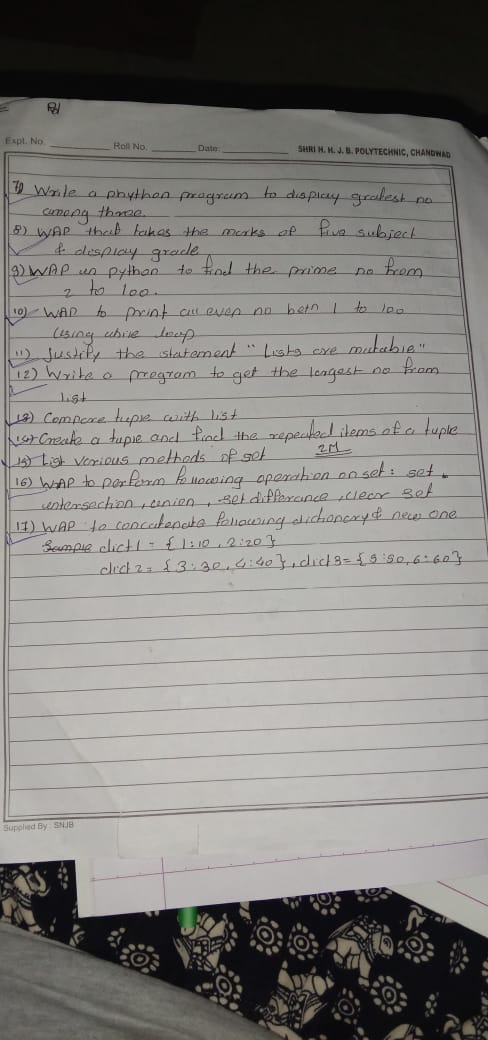 Expt. No. Roll No. Date: SHRI H. H. J. B. POLYTECHNIC, CHANDWAD
7) Write a phython program to display gratest no
among three.
8) WAP that takes the marks of five subject
& display grade
9) WAP in python to find the prime no from
2 to 100.
10) WAP to print all even no betn 1 to 100
Using while loop
11) Justify the statement "Lists are mutable"
12) Write a program to get the largest no from
list
13) Compare tuple with list
14) Create a tuple and find the repeated items of a tuple
15) List various methods of set 2M
16) WAP to perform following operation on set: set
intersection, union, set difference, clear set
17) WAP to concatenate following dictionary & new one
Sample dict1 = {1:10, 2:20}
dict2 = {3:30, 4:40}, dict3 = {5:50, 6:60}
Supplied By : SNJB